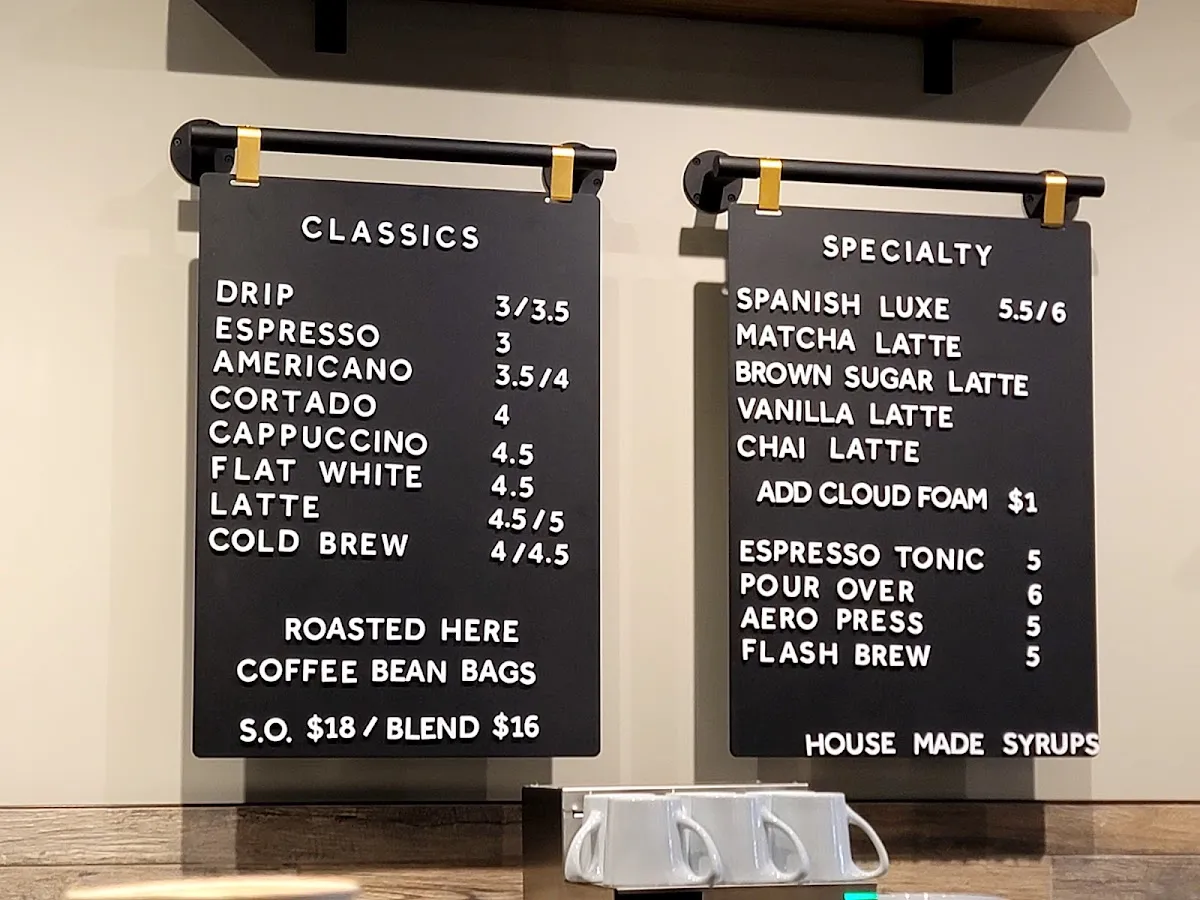 CLASSICS
DRIP 3/3.5
ESPRESSO 3
AMERICANO 3.5/4
CORTADO 4
CAPPUCCINO 4.5
FLAT WHITE 4.5
LATTE 4.5/5
COLD BREW 4/4.5
ROASTED HERE
COFFEE BEAN BAGS
S.O. $18 / BLEND $16
SPECIALTY
SPANISH LUXE 5.5/6
MATCHA LATTE
BROWN SUGAR LATTE
VANILLA LATTE
CHAI LATTE
ADD CLOUD FOAM $1
ESPRESSO TONIC 5
POUR OVER 6
AERO PRESS 5
FLASH BREW 5
HOUSE MADE SYRUPS